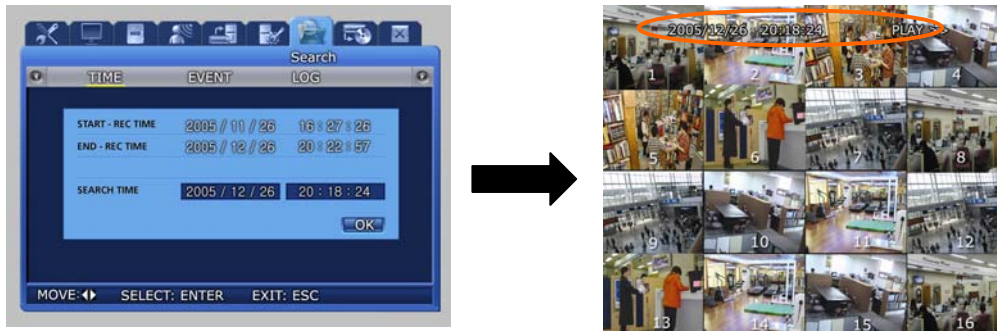 Search
TIME EVENT LOG
START - REC TIME 2005 / 11 / 26 16 : 27 : 26
END - REC TIME 2005 / 12 / 26 20 : 22 : 57
SEARCH TIME 2005 / 12 / 26 20 : 18 : 24
OK
MOVE: SELECT: ENTER EXIT: ESC
2005/12/26 20:18:24 PLAY
1 2 3 4
5 6 7 8
9 10 11 12
13 14 15 16